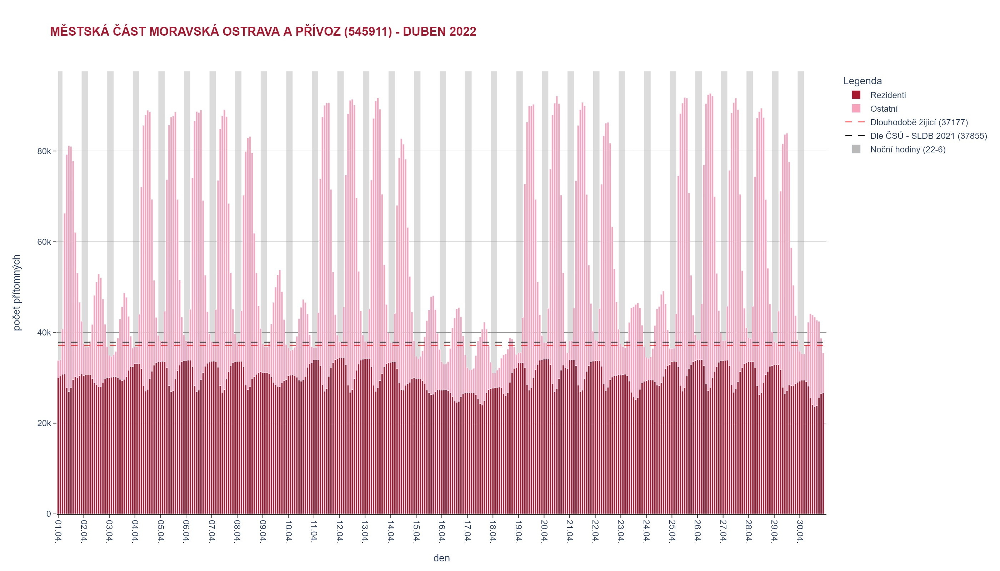 MĚSTSKÁ ČÁST MORAVSKÁ OSTRAVA A PŘÍVOZ (545911) - DUBEN 2022
Legenda
Rezidenti
Ostatní
Dlouhodobě žijící (37177)
Dle ČSÚ - SLDB 2021 (37855)
Noční hodiny (22-6)
počet přítomných
80k
60k
40k
20k
0
01.04.
02.04.
03.04.
04.04.
05.04.
06.04.
07.04.
08.04.
09.04.
10.04.
11.04.
12.04.
13.04.
14.04.
15.04.
16.04.
17.04.
18.04.
19.04.
20.04.
21.04.
22.04.
23.04.
24.04.
25.04.
26.04.
27.04.
28.04.
29.04.
30.04.
den